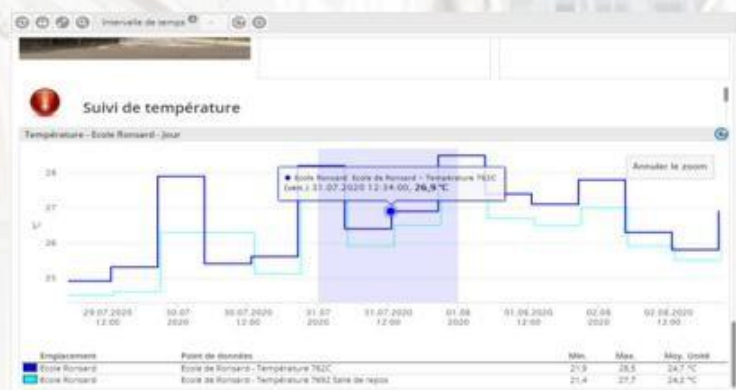 Intervalle de temps
Suivi de température
Température - Ecole Ronsard - Jour
Annuler le zoom
Ecole Ronsard Ecole de Ronsard - Température 762C
(ven.) 31.07.2020 12:34:00, 26,9 °C
28
27
°C
26
25
29.07.2020 30.07 30.07.2020 31.07 31.07.2020 01.08 01.08.2020 02.08 02.08.2020
12:00 2020 12:00 2020 12:00 2020 12:00 2020 12:00
Emplacement Point de données Min. Max. Moy. Unité
Ecole Ronsard Ecole de Ronsard - Température 762C 21,9 28,5 24,7 °C
Ecole Ronsard Ecole de Ronsard - Température 7692 Salle de repos 21,4 27,7 24,2 °C